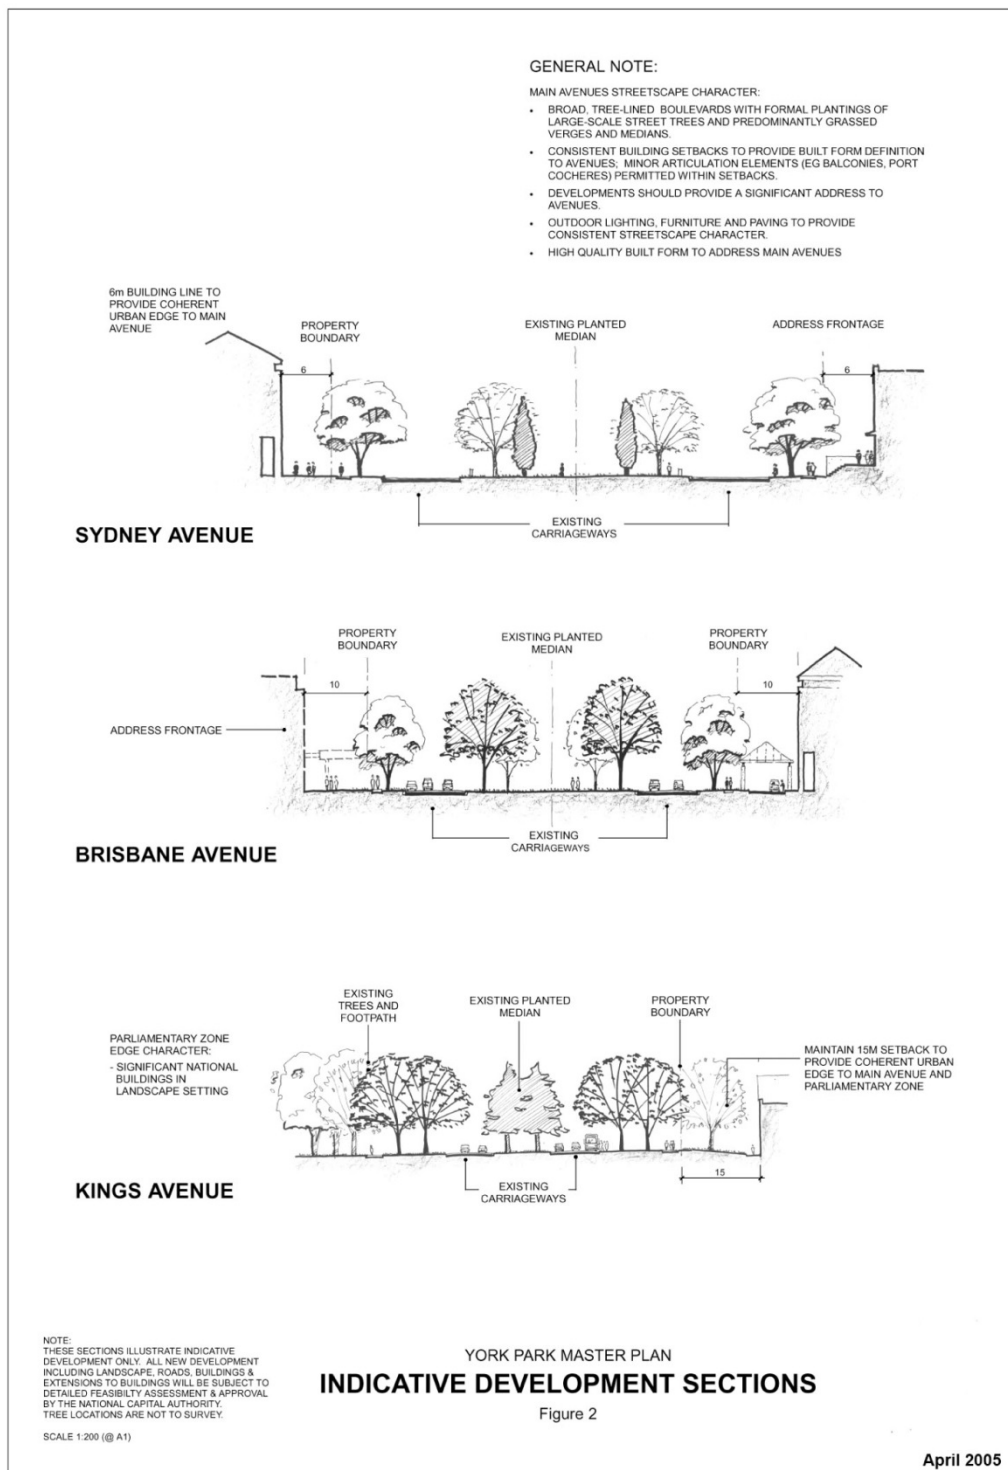 GENERAL NOTE:
MAIN AVENUES STREETSCAPE CHARACTER:
• BROAD, TREE-LINED BOULEVARDS WITH FORMAL PLANTINGS OF
LARGE-SCALE STREET TREES AND PREDOMINANTLY GRASSED
VERGES AND MEDIANS.
• CONSISTENT BUILDING SETBACKS TO PROVIDE BUILT FORM DEFINITION
TO AVENUES; MINOR ARTICULATION ELEMENTS (EG BALCONIES, PORT
COCHERES) PERMITTED WITHIN SETBACKS.
• DEVELOPMENTS SHOULD PROVIDE A SIGNIFICANT ADDRESS TO
AVENUES.
• OUTDOOR LIGHTING, FURNITURE AND PAVING TO PROVIDE
CONSISTENT STREETSCAPE CHARACTER.
• HIGH QUALITY BUILT FORM TO ADDRESS MAIN AVENUES
6m BUILDING LINE TO
PROVIDE COHERENT
URBAN EDGE TO MAIN
AVENUE
PROPERTY
BOUNDARY
EXISTING PLANTED
MEDIAN
ADDRESS FRONTAGE
6
6
EXISTING
CARRIAGEWAYS
SYDNEY AVENUE
PROPERTY
BOUNDARY
EXISTING PLANTED
MEDIAN
PROPERTY
BOUNDARY
10
10
ADDRESS FRONTAGE
EXISTING
CARRIAGEWAYS
BRISBANE AVENUE
EXISTING
TREES AND
FOOTPATH
EXISTING PLANTED
MEDIAN
PROPERTY
BOUNDARY
PARLIAMENTARY ZONE
EDGE CHARACTER:
- SIGNIFICANT NATIONAL
BUILDINGS IN
LANDSCAPE SETTING
MAINTAIN 15M SETBACK TO
PROVIDE COHERENT URBAN
EDGE TO MAIN AVENUE AND
PARLIAMENTARY ZONE
15
EXISTING
CARRIAGEWAYS
KINGS AVENUE
NOTE:
THESE SECTIONS ILLUSTRATE INDICATIVE
DEVELOPMENT ONLY. ALL NEW DEVELOPMENT
INCLUDING LANDSCAPE, ROADS, BUILDINGS &
EXTENSIONS TO BUILDINGS WILL BE SUBJECT TO
DETAILED FEASIBILTY ASSESSMENT & APPROVAL
BY THE NATIONAL CAPITAL AUTHORITY.
TREE LOCATIONS ARE NOT TO SURVEY.
SCALE 1:200 (@ A1)
YORK PARK MASTER PLAN
INDICATIVE DEVELOPMENT SECTIONS
Figure 2
April 2005